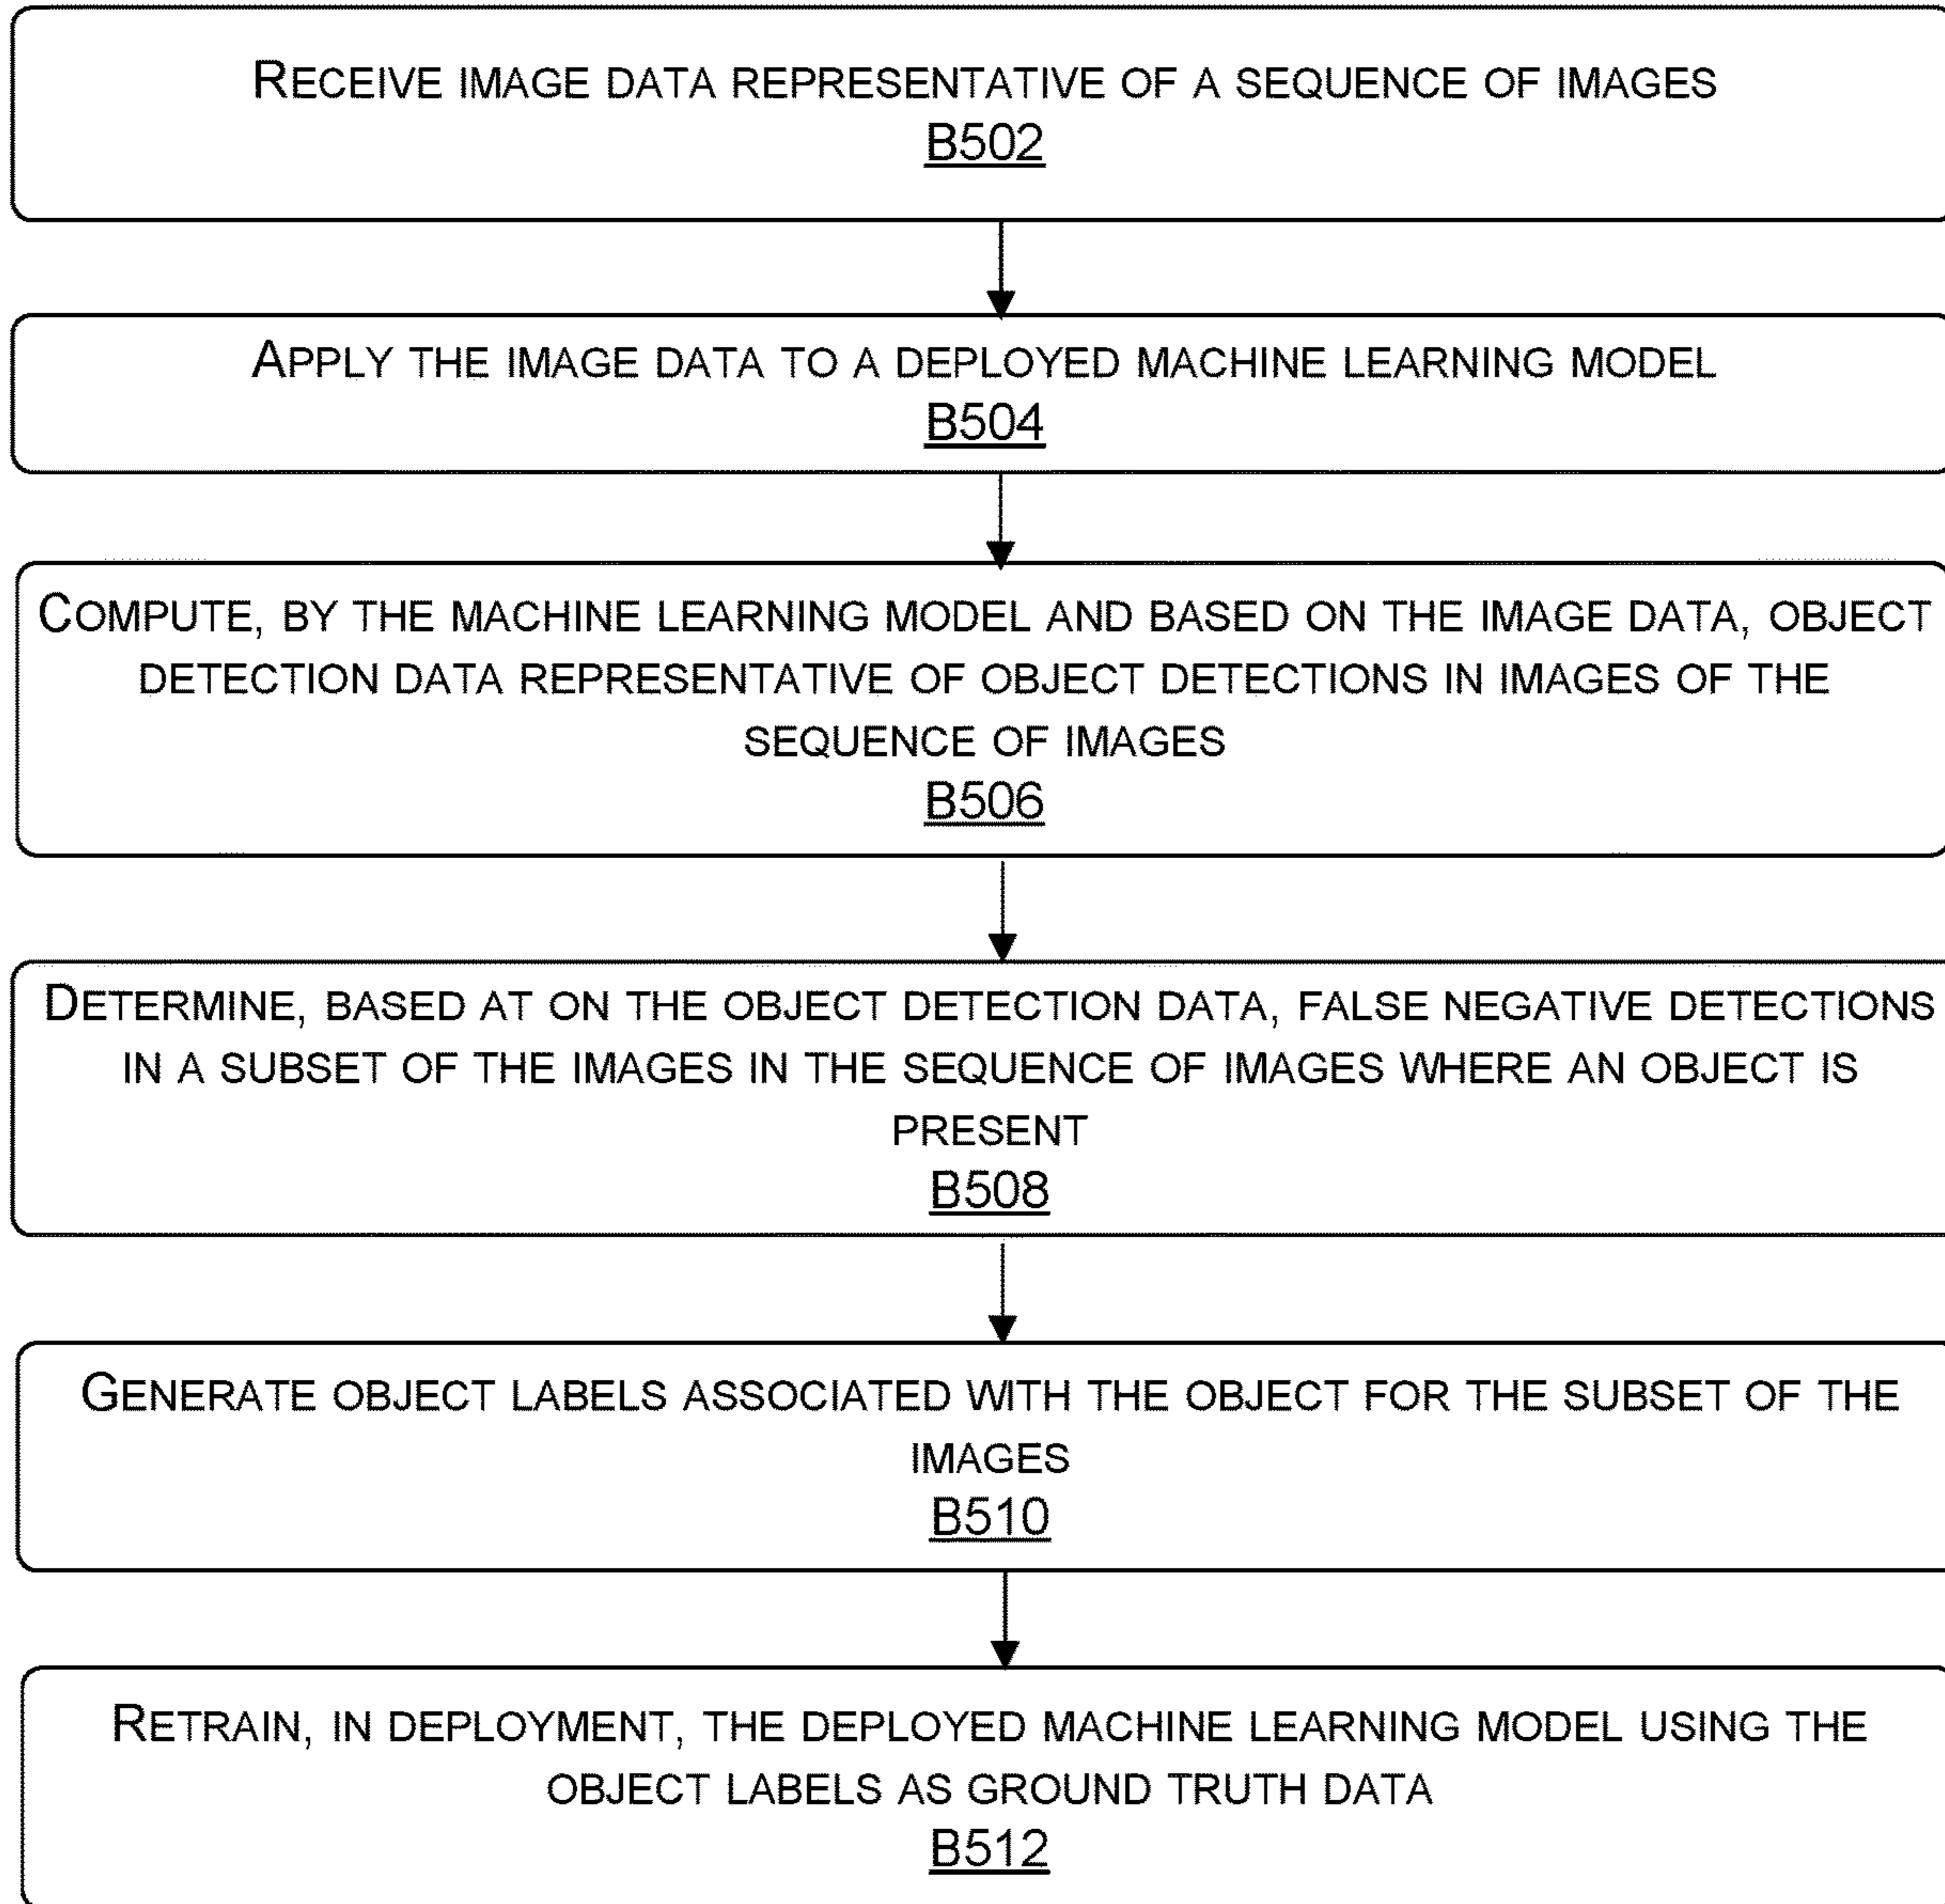 RECEIVE IMAGE DATA REPRESENTATIVE OF A SEQUENCE OF IMAGES
B502
APPLY THE IMAGE DATA TO A DEPLOYED MACHINE LEARNING MODEL
B504
COMPUTE, BY THE MACHINE LEARNING MODEL AND BASED ON THE IMAGE DATA, OBJECT
DETECTION DATA REPRESENTATIVE OF OBJECT DETECTIONS IN IMAGES OF THE
SEQUENCE OF IMAGES
B506
DETERMINE, BASED AT ON THE OBJECT DETECTION DATA, FALSE NEGATIVE DETECTIONS
IN A SUBSET OF THE IMAGES IN THE SEQUENCE OF IMAGES WHERE AN OBJECT IS
PRESENT
B508
GENERATE OBJECT LABELS ASSOCIATED WITH THE OBJECT FOR THE SUBSET OF THE
IMAGES
B510
RETRAIN, IN DEPLOYMENT, THE DEPLOYED MACHINE LEARNING MODEL USING THE
OBJECT LABELS AS GROUND TRUTH DATA
B512